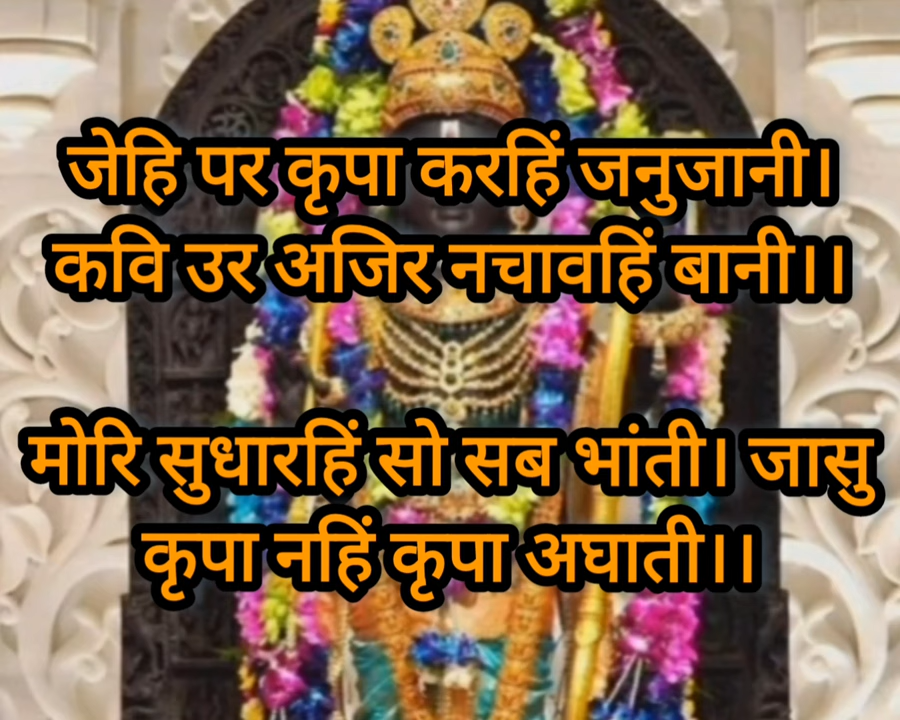 जेहि पर कृपा करहिं जनुजानी।
कवि उर अजिर नचावहिं बानी।।
मोरि सुधारहिं सो सब भांती। जासु
कृपा नहिं कृपा अघाती।।